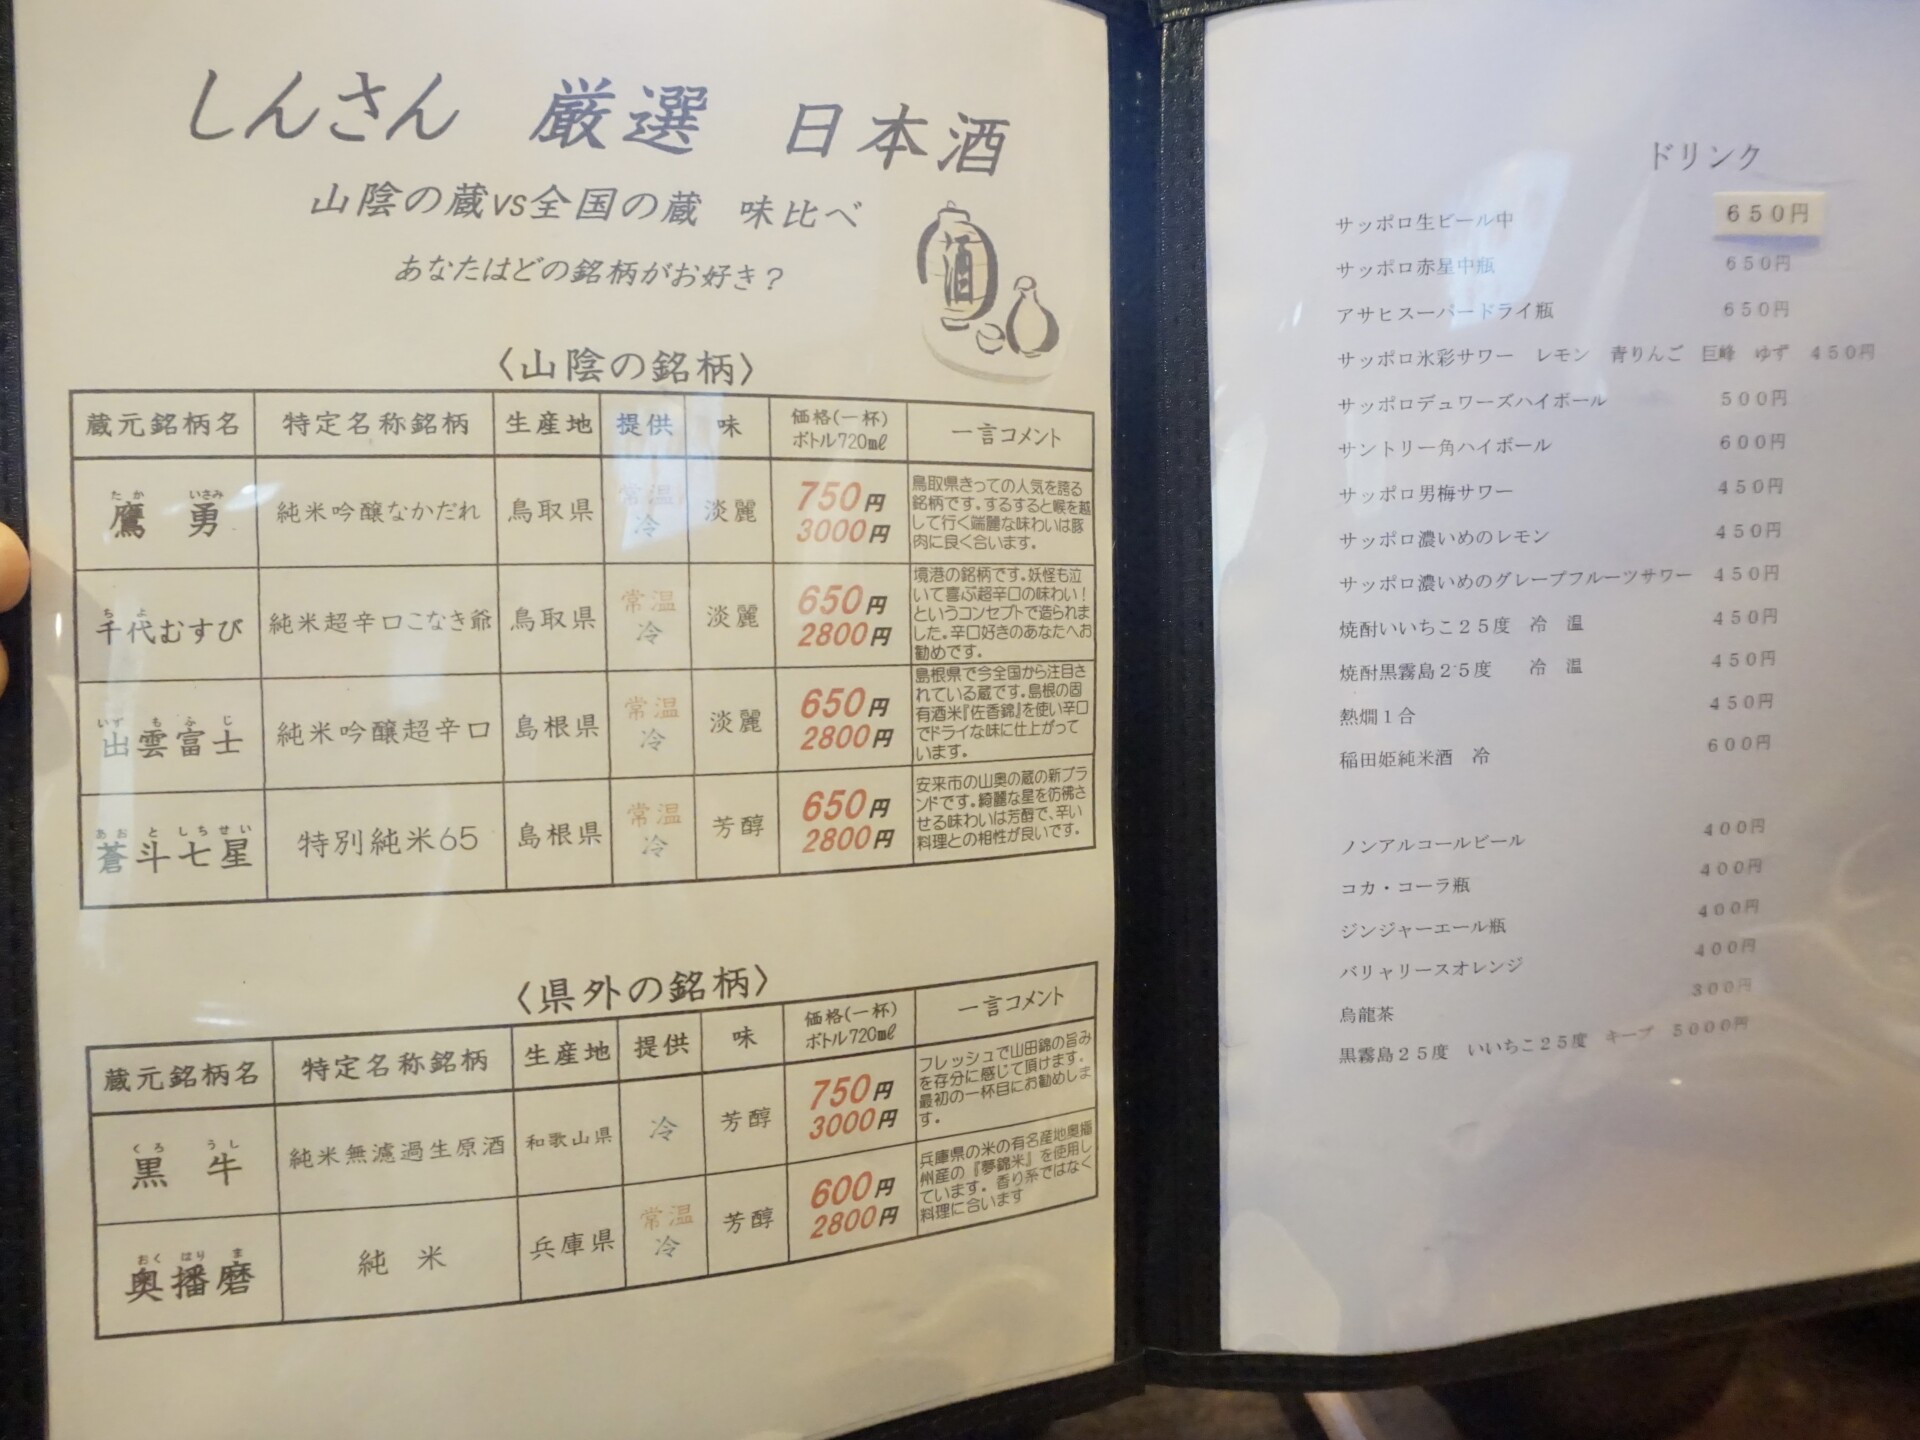 しんさん 厳選 日本酒
山陰の蔵vs全国の蔵 味比べ
あなたはどの銘柄がお好き？
酒
〈山陰の銘柄〉
蔵元銘柄名 特定名称銘柄 生産地 提供 味 価格(一杯) ボトル720㎖ 一言コメント
たか いさみ
鷹 勇 純米吟醸なかだれ 鳥取県 常温 冷 淡麗 750円 3000円
鳥取県きっての人気を誇る
銘柄です。するすると喉を越
して行く端麗な味わいは豚
肉に良く合います。
ちよ
千代むすび 純米超辛口こなき爺 鳥取県 常温 冷 淡麗 650円 2800円
境港の銘柄です。妖怪も泣
いて喜ぶ超辛口の味わい！
というコンセプトで造られま
した。辛口好きのあなたへお
勧めです。
いずもふじ
出雲富士 純米吟醸超辛口 島根県 常温 冷 淡麗 650円 2800円
島根県で今全国から注目さ
れている蔵です。島根の固
有酒米『佐香錦』を使い辛口
でドライな味に仕上がって
います。
あおとしちせい
蒼斗七星 特別純米65 島根県 常温 冷 芳醇 650円 2800円
安来市の山奥の蔵の新ブラ
ンドです。綺麗な星を彷彿さ
せる味わいは芳醇で、辛い
料理との相性が良いです。
〈県外の銘柄〉
蔵元銘柄名 特定名称銘柄 生産地 提供 味 価格(一杯) ボトル720㎖ 一言コメント
くろ うし
黒 牛 純米無濾過生原酒 和歌山県 冷 芳醇 750円 3000円
フレッシュで山田錦の旨み
を存分に感じて頂けます。
最初の一杯目にお勧めしま
す。
おくはりま
奥播磨 純 米 兵庫県 常温 冷 芳醇 600円 2800円
兵庫県の米の有名産地奥播
州産の『夢錦米』を使用し
ています。香り系ではなく
料理に合います
ドリンク
サッポロ生ビール中 650円
サッポロ赤星中瓶 650円
アサヒスーパードライ瓶 650円
サッポロ氷彩サワー レモン 青りんご 巨峰 ゆず 450円
サッポロデュワーズハイボール 500円
サントリー角ハイボール 600円
サッポロ男梅サワー 450円
サッポロ濃いめのレモン 450円
サッポロ濃いめのグレープフルーツサワー 450円
焼酎いいちこ25度 冷 温 450円
焼酎黒霧島25度 冷 温 450円
熱燗1合 450円
稲田姫純米酒 冷 600円
ノンアルコールビール 400円
コカ・コーラ瓶 400円
ジンジャーエール瓶 400円
バリャリースオレンジ 400円
烏龍茶 300円
黒霧島25度 いいちこ25度 キープ 5000円